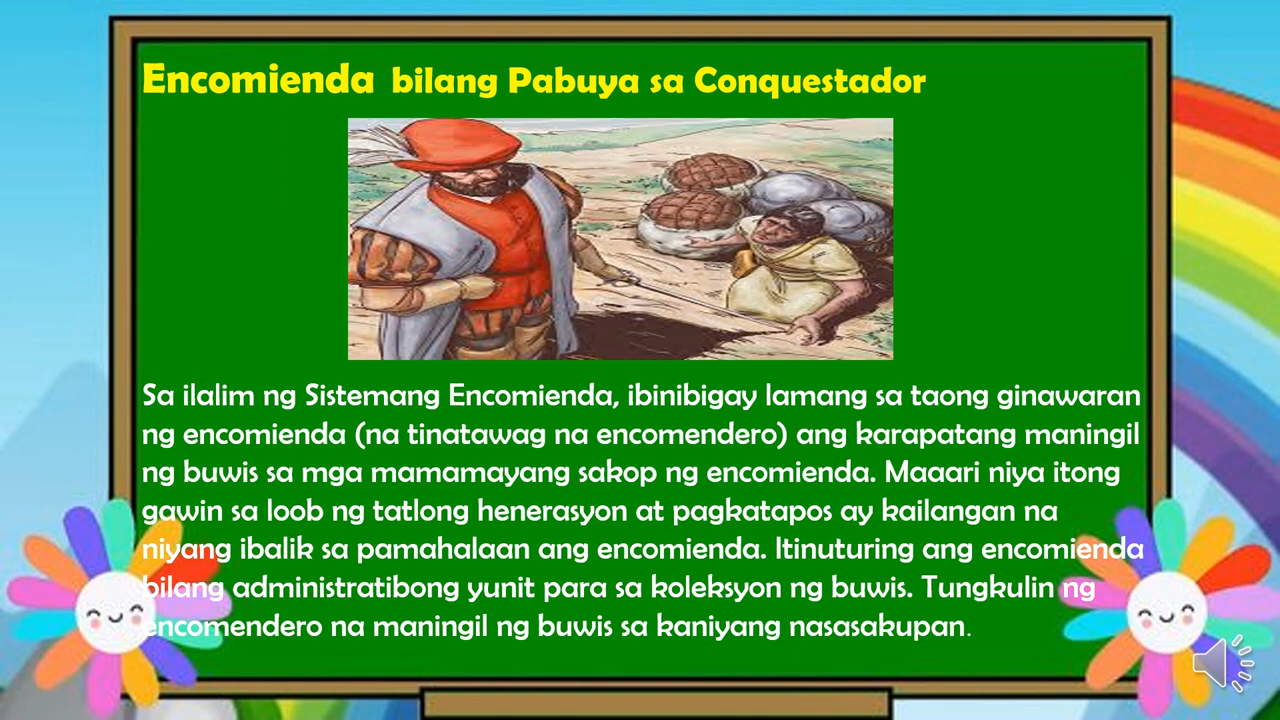 Encomienda bilang Pabuya sa Conquestador
Sa ilalim ng Sistemang Encomienda, ibinibigay lamang sa taong ginawaran
ng encomienda (na tinatawag na encomendero) ang karapatang maningil
ng buwis sa mga mamamayang sakop ng encomienda. Maaari niya itong
gawin sa loob ng tatlong henerasyon at pagkatapos ay kailangan na
niyang ibalik sa pamahalaan ang encomienda. Itinuturing ang encomienda
bilang administratibong yunit para sa koleksyon ng buwis. Tungkulin ng
encomendero na maningil ng buwis sa kaniyang nasasakupan.